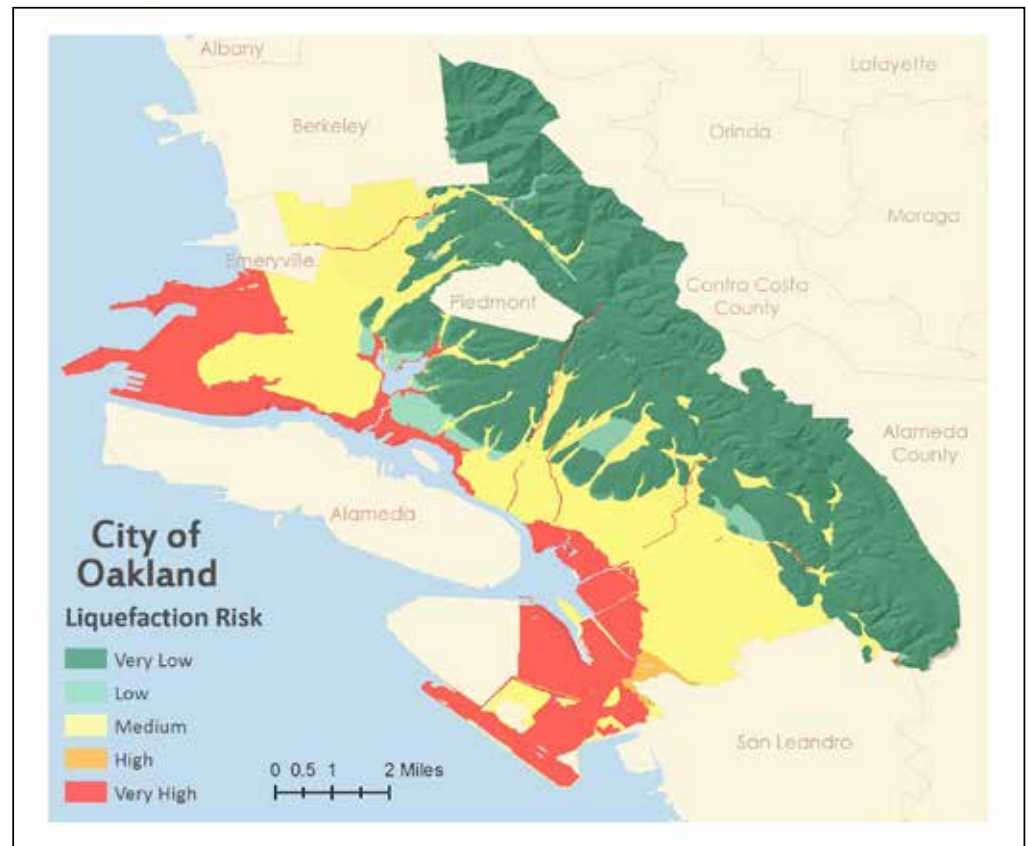 Albany
Lafayette
Berkeley
Orinda
Moraga
Emeryville
Contra Costa
County
Piedmont
Alameda
County
Alameda
City of
Oakland
Liquefaction Risk
Very Low
Low
Medium
High
Very High
0 0.5 1 2 Miles
San Leandro